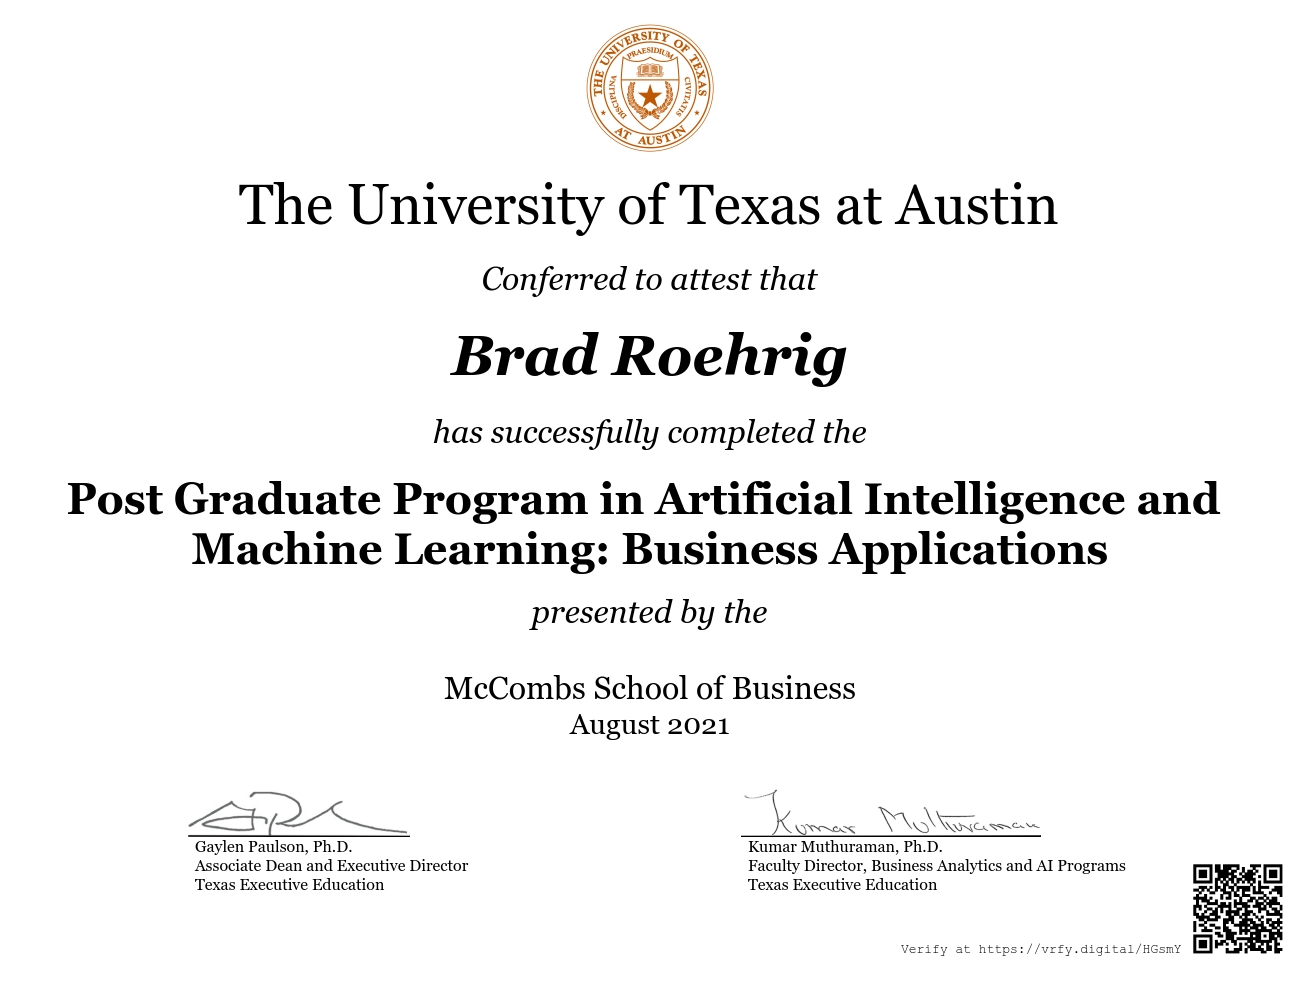 THE UNIVERSITY OF TEXAS
AT AUSTIN
PRAESIDIUM
DISCIPLINA
CIVITATIS
The University of Texas at Austin
Conferred to attest that
Brad Roehrig
has successfully completed the
Post Graduate Program in Artificial Intelligence and
Machine Learning: Business Applications
presented by the
McCombs School of Business
August 2021
Kumar Muthuraman
Gaylen Paulson, Ph.D.
Associate Dean and Executive Director
Texas Executive Education
Kumar Muthuraman, Ph.D.
Faculty Director, Business Analytics and AI Programs
Texas Executive Education
Verify at https://vrfy.digital/HGsmY